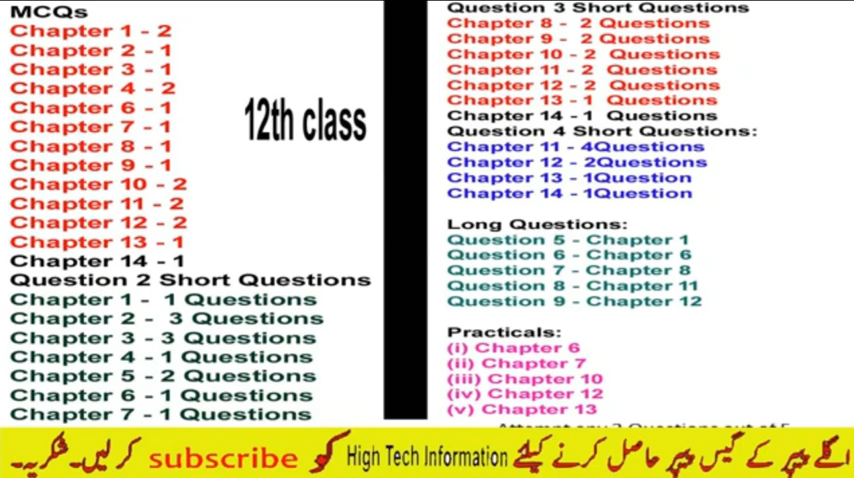 MCQs
Chapter 1 - 2
Chapter 2 - 1
Chapter 3 - 1
Chapter 4 - 2
Chapter 6 - 1
Chapter 7 - 1
Chapter 8 - 1
Chapter 9 - 1
Chapter 10 - 2
Chapter 11 - 2
Chapter 12 - 2
Chapter 13 - 1
Chapter 14 - 1
Question 2 Short Questions
Chapter 1 - 1 Questions
Chapter 2 - 3 Questions
Chapter 3 - 3 Questions
Chapter 4 - 1 Questions
Chapter 5 - 2 Questions
Chapter 6 - 1 Questions
Chapter 7 - 1 Questions
12th class
Question 3 Short Questions
Chapter 8 - 2 Questions
Chapter 9 - 2 Questions
Chapter 10 - 2 Questions
Chapter 11 - 2 Questions
Chapter 12 - 2 Questions
Chapter 13 - 1 Questions
Chapter 14 - 1 Questions
Question 4 Short Questions:
Chapter 11 - 4Questions
Chapter 12 - 2Questions
Chapter 13 - 1Question
Chapter 14 - 1Question
Long Questions:
Question 5 - Chapter 1
Question 6 - Chapter 6
Question 7 - Chapter 8
Question 8 - Chapter 11
Question 9 - Chapter 12
Practicals:
(i) Chapter 6
(ii) Chapter 7
(iii) Chapter 10
(iv) Chapter 12
(v) Chapter 13
Attempt any 3 Questions out of 5
اگلے پیپر کے گیس پیپر حاصل کرنے کیلئے High Tech Information کو subscribe کر لیں۔شکریہ۔